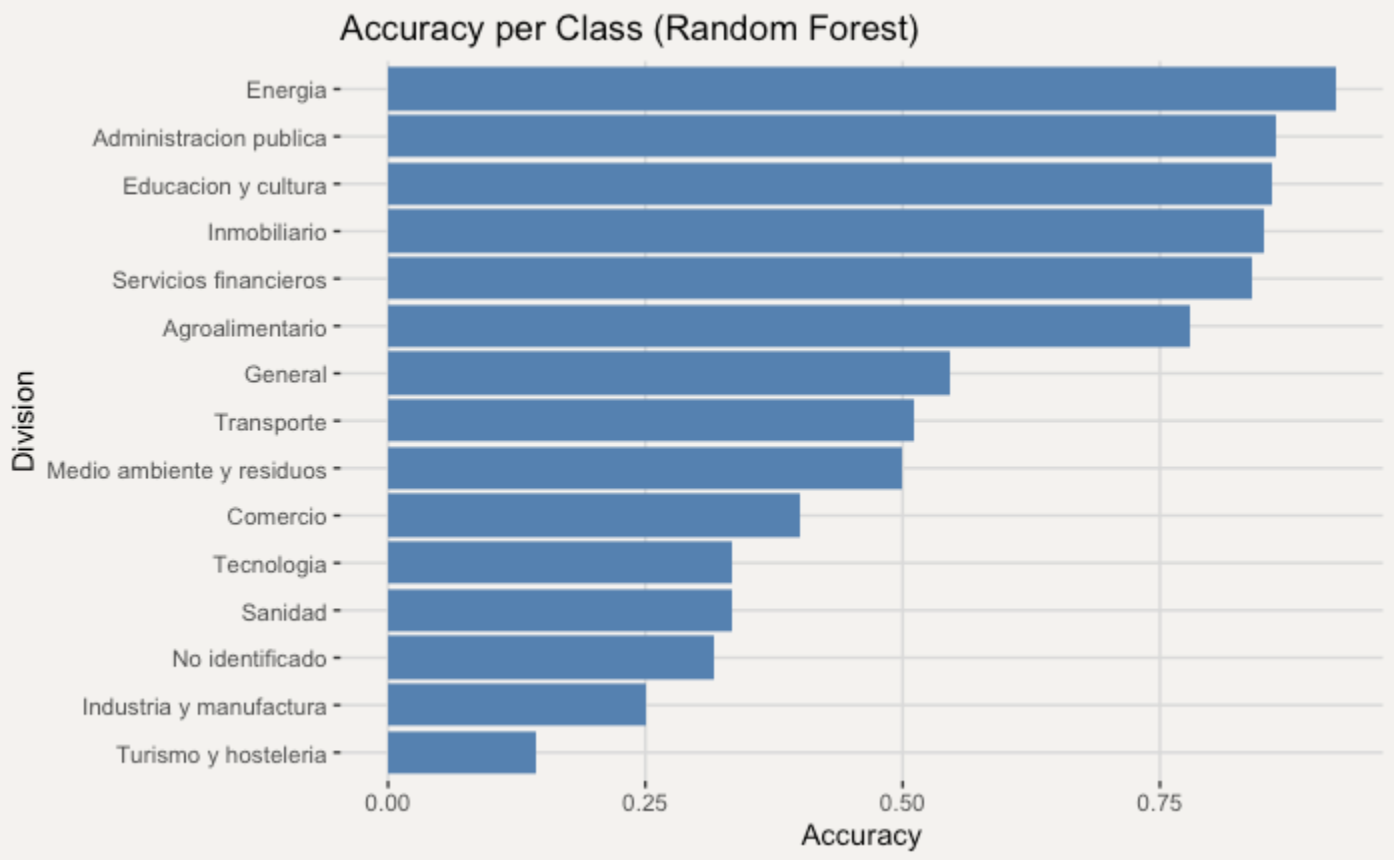 Accuracy per Class (Random Forest)
Division
Energia
Administracion publica
Educacion y cultura
Inmobiliario
Servicios financieros
Agroalimentario
General
Transporte
Medio ambiente y residuos
Comercio
Tecnologia
Sanidad
No identificado
Industria y manufactura
Turismo y hosteleria
0.00 0.25 0.50 0.75
Accuracy